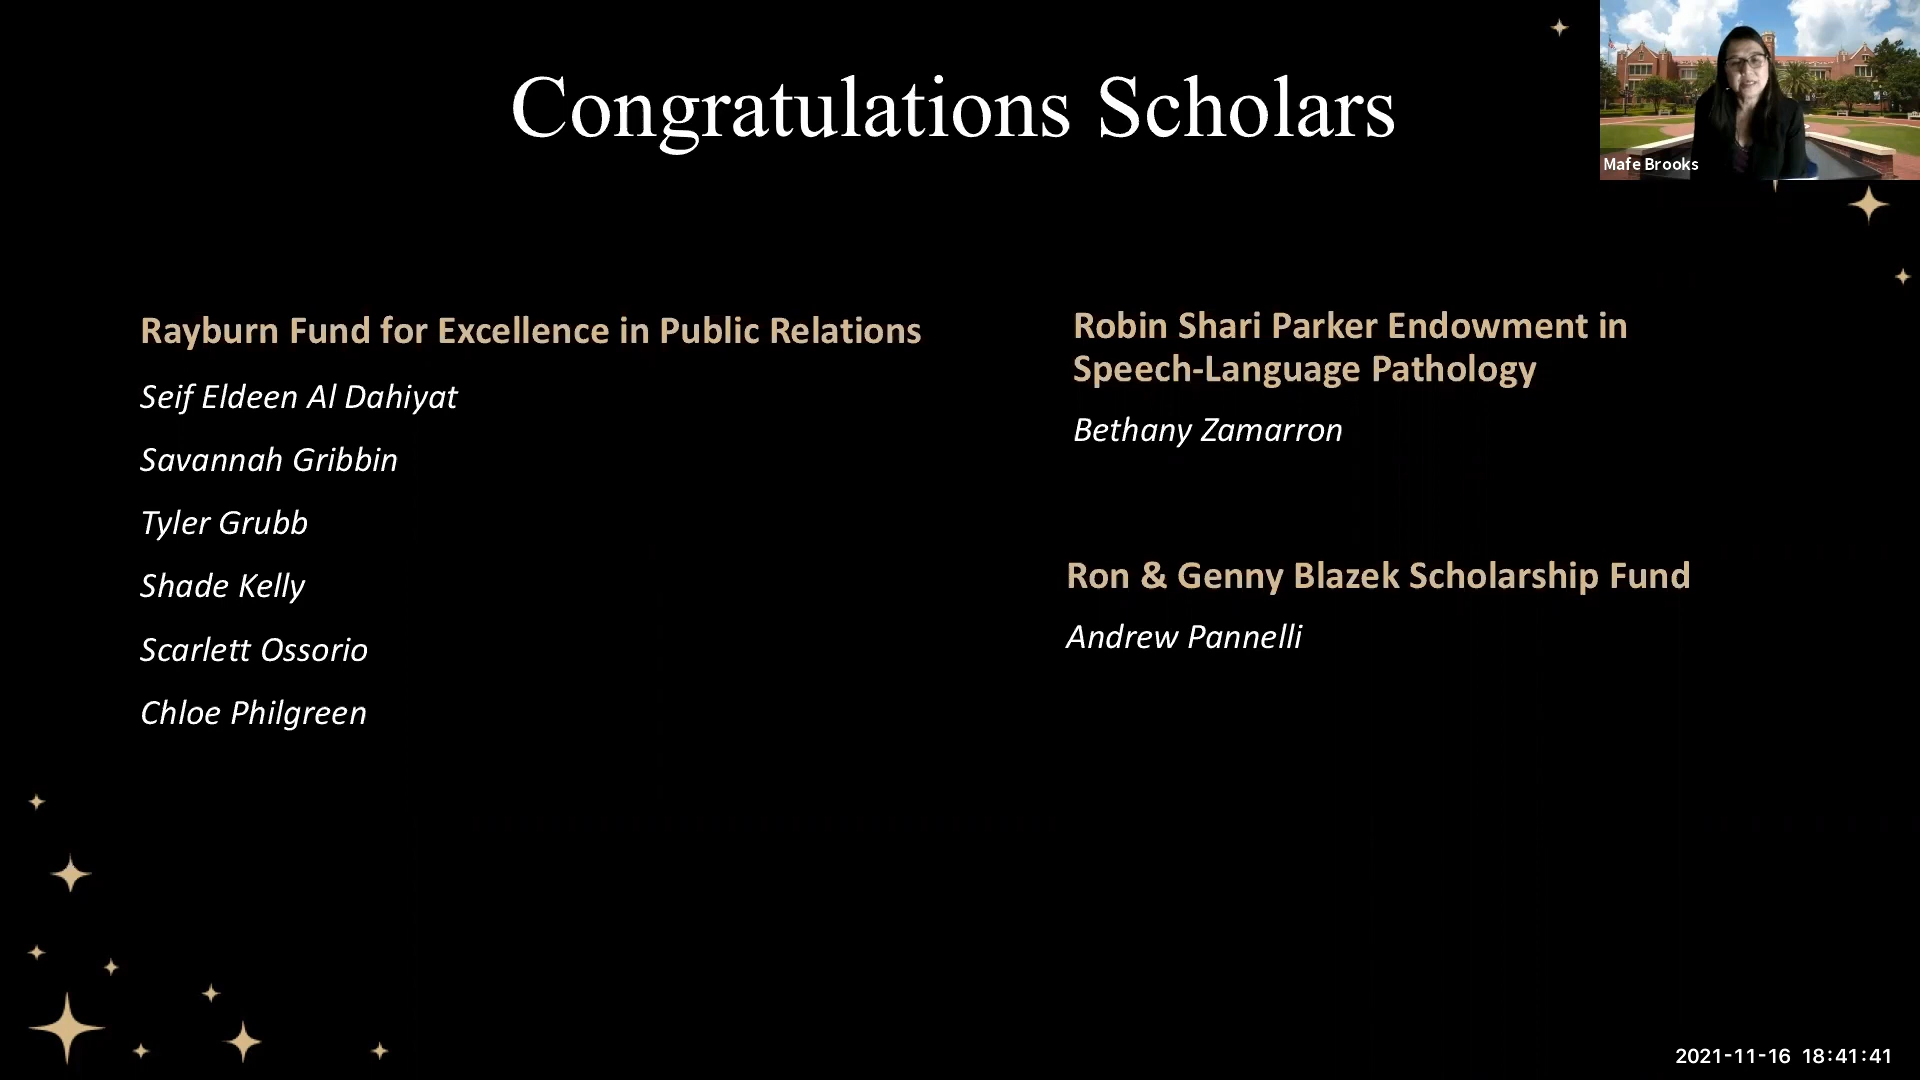 Congratulations Scholars
Mafe Brooks
Rayburn Fund for Excellence in Public Relations
Seif Eldeen Al Dahiyat
Savannah Gribbin
Tyler Grubb
Shade Kelly
Scarlett Ossorio
Chloe Philgreen
Robin Shari Parker Endowment in
Speech-Language Pathology
Bethany Zamarron
Ron & Genny Blazek Scholarship Fund
Andrew Pannelli
2021-11-16 18:41:41